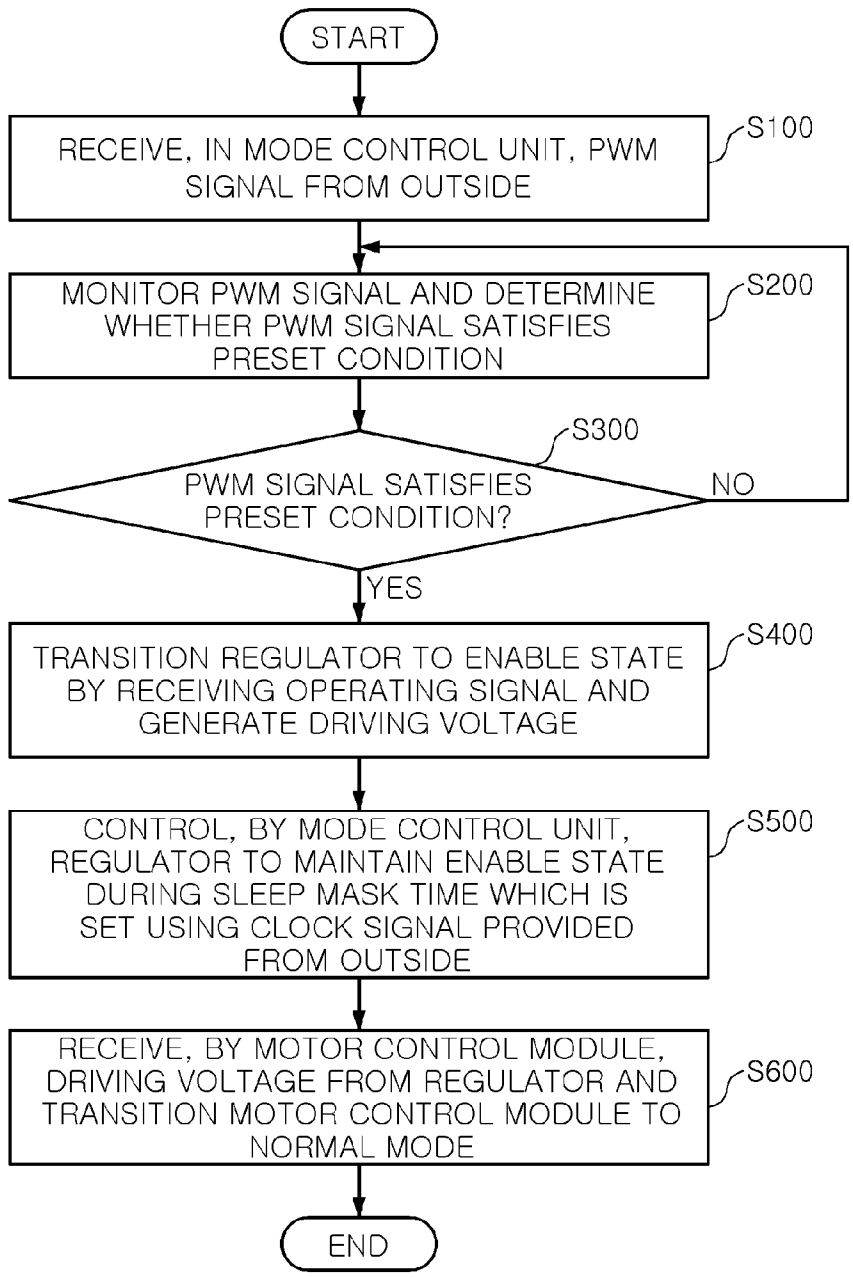 START
RECEIVE, IN MODE CONTROL UNIT, PWM
SIGNAL FROM OUTSIDE
S100
MONITOR PWM SIGNAL AND DETERMINE
WHETHER PWM SIGNAL SATISFIES
PRESET CONDITION
S200
PWM SIGNAL SATISFIES
PRESET CONDITION?
S300
NO
YES
TRANSITION REGULATOR TO ENABLE STATE
BY RECEIVING OPERATING SIGNAL AND
GENERATE DRIVING VOLTAGE
S400
CONTROL, BY MODE CONTROL UNIT,
REGULATOR TO MAINTAIN ENABLE STATE
DURING SLEEP MASK TIME WHICH IS
SET USING CLOCK SIGNAL PROVIDED
FROM OUTSIDE
S500
RECEIVE, BY MOTOR CONTROL MODULE,
DRIVING VOLTAGE FROM REGULATOR AND
TRANSITION MOTOR CONTROL MODULE TO
NORMAL MODE
S600
END